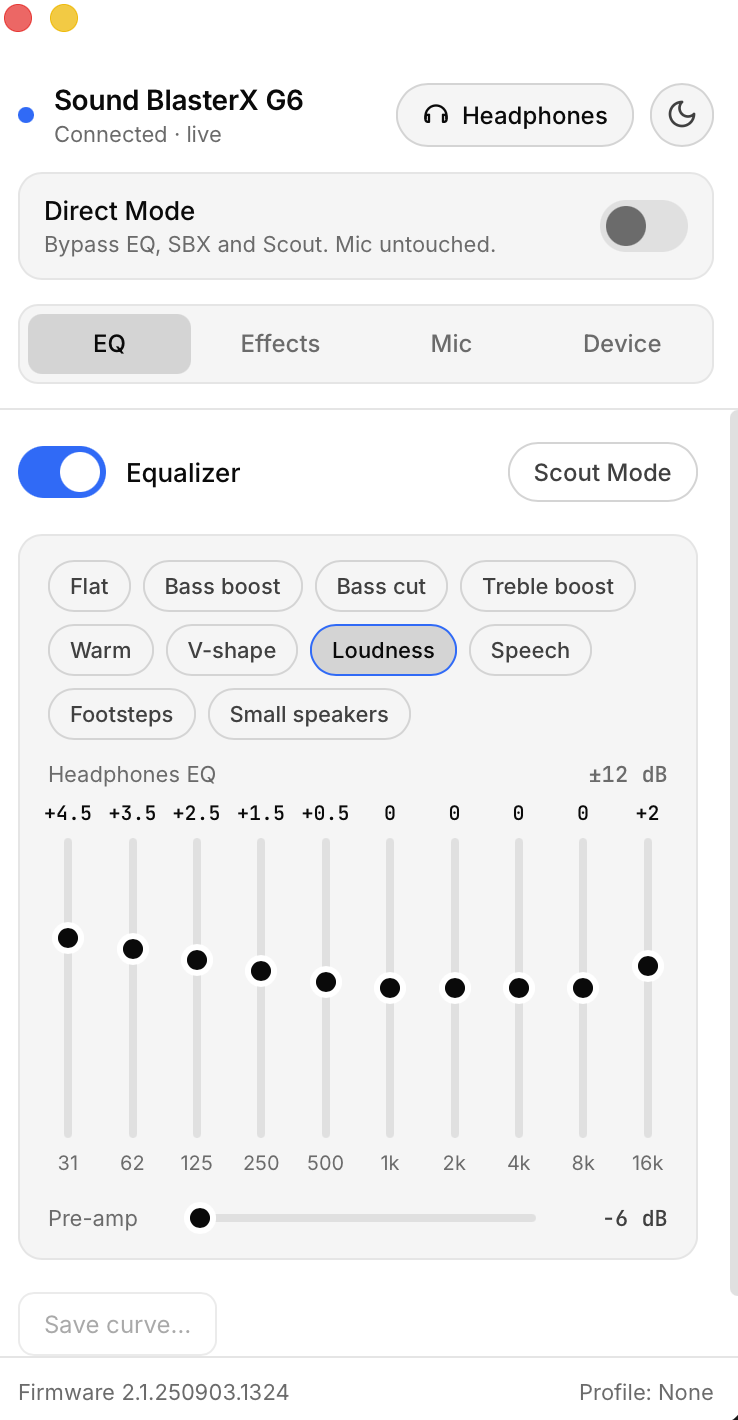 Sound BlasterX G6
Connected · live
Headphones
Direct Mode
Bypass EQ, SBX and Scout. Mic untouched.
EQ Effects Mic Device
Equalizer
Scout Mode
Flat Bass boost Bass cut Treble boost
Warm V-shape Loudness Speech
Footsteps Small speakers
Headphones EQ ±12 dB
+4.5 +3.5 +2.5 +1.5 +0.5 0 0 0 0 +2
31 62 125 250 500 1k 2k 4k 8k 16k
Pre-amp -6 dB
Save curve...
Firmware 2.1.250903.1324 Profile: None